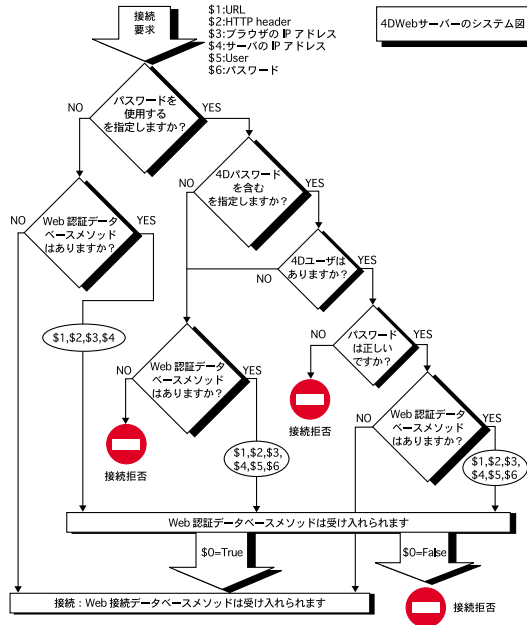 接続
要求
$1:URL
$2:HTTP header
$3:ブラウザの IP アドレス
$4:サーバの IP アドレス
$5:User
$6:パスワード
4DWebサーバーのシステム図
パスワードを
使用する
を指定しますか？
NO
YES
4Dパスワード
を含む
を指定しますか？
NO
YES
Web 認証データ
ベースメソッド
はありますか？
NO
YES
4Dユーザは
ありますか？
NO
YES
$1,$2,$3,$4
パスワード
は正しい
ですか？
NO
YES
Web 認証データ
ベースメソッド
はありますか？
NO
YES
接続拒否
接続拒否
Web 認証データ
ベースメソッド
はありますか？
NO
YES
$1,$2,$3,
$4,$5,$6
$1,$2,$3,
$4,$5,$6
Web 認証データベースメソッドは受け入れられます
$0=True
$0=False
接続：Web 接続データベースメソッドは受け入れられます
接続拒否